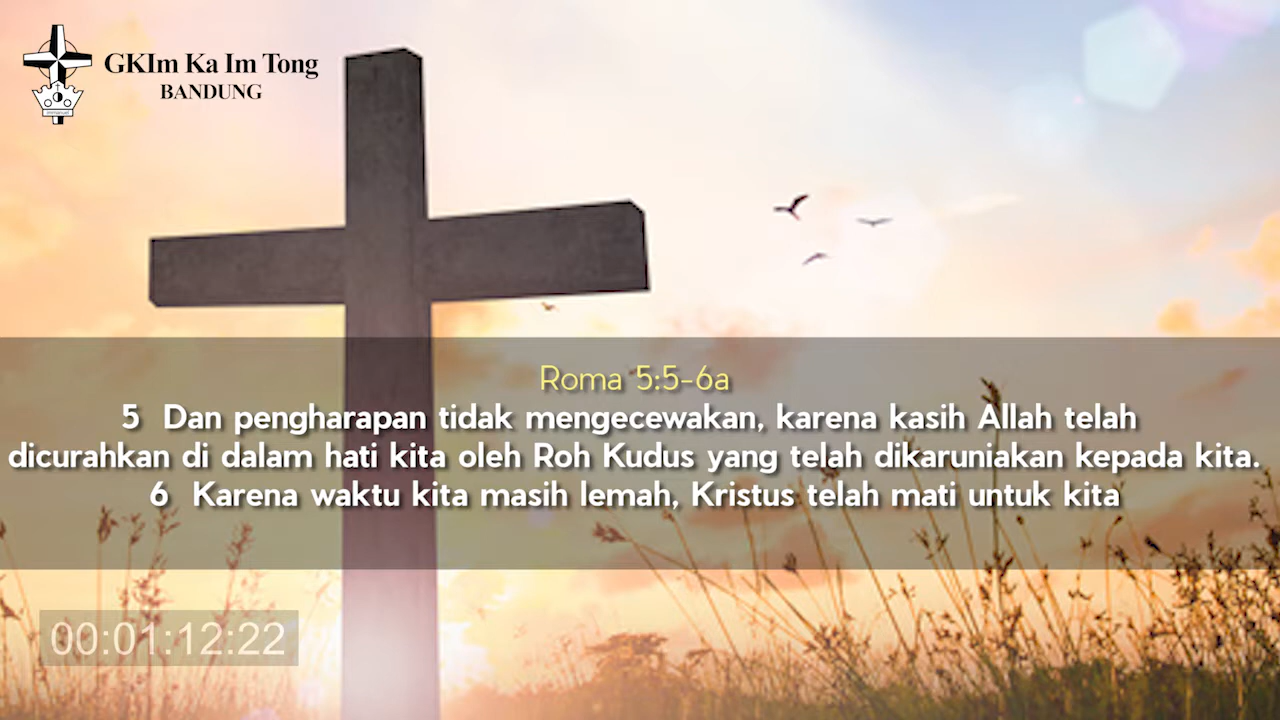 GKIm Ka Im Tong
BANDUNG
Roma 5:5-6a
5 Dan pengharapan tidak mengecewakan, karena kasih Allah telah
dicurahkan di dalam hati kita oleh Roh Kudus yang telah dikaruniakan kepada kita.
6 Karena waktu kita masih lemah, Kristus telah mati untuk kita
00:01:12:22